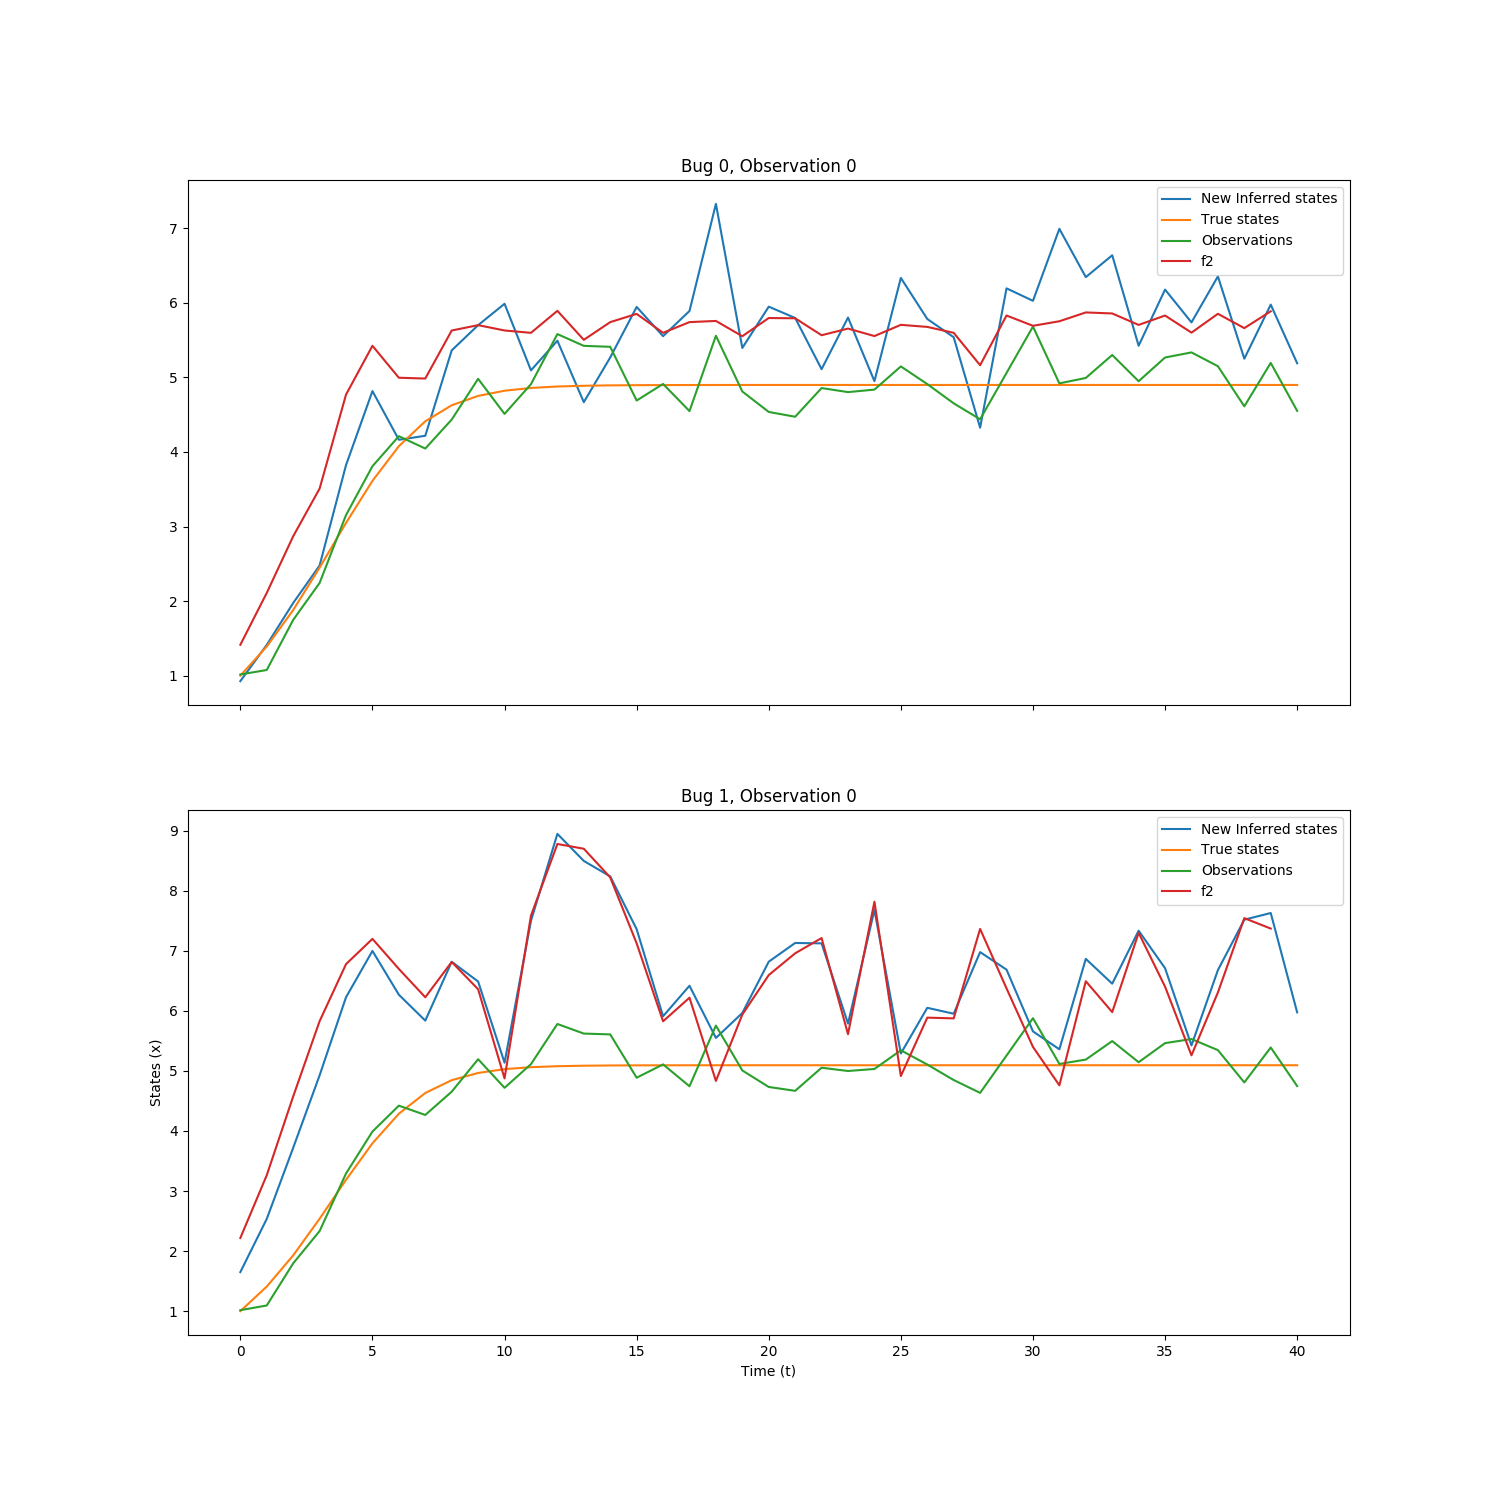 Bug 0, Observation 0
New Inferred states
True states
Observations
f2
7
6
5
4
3
2
1
Bug 1, Observation 0
New Inferred states
True states
Observations
f2
9
8
7
6
5
4
3
2
1
States (x)
0 5 10 15 20 25 30 35 40
Time (t)